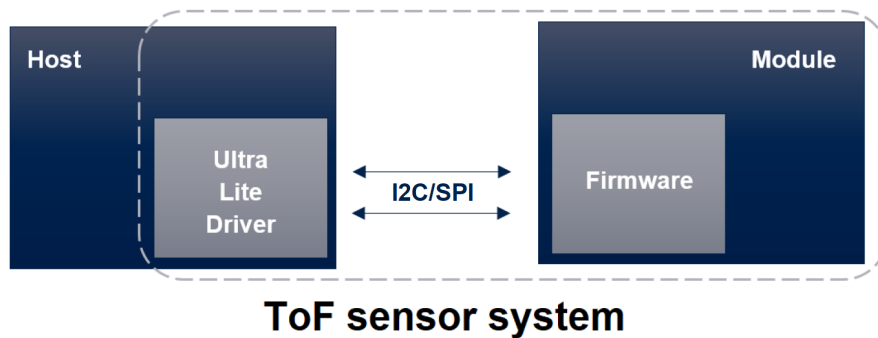 Host
Module
Ultra
Lite
Driver
I2C/SPI
Firmware
ToF sensor system